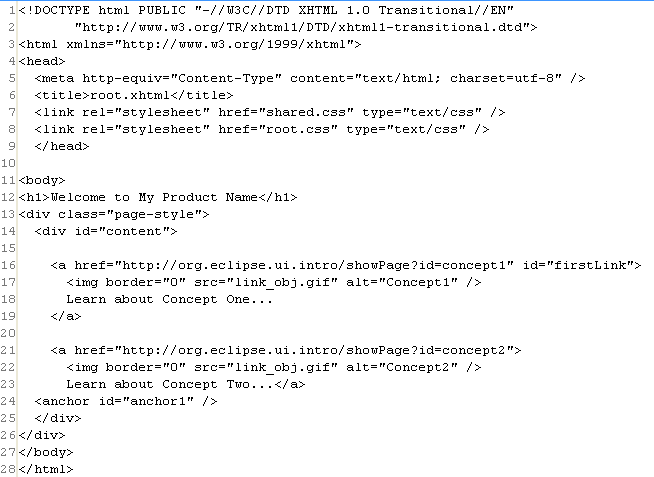 1 <!DOCTYPE html PUBLIC "-//W3C//DTD XHTML 1.0 Transitional//EN"
2         "http://www.w3.org/TR/xhtml1/DTD/xhtml1-transitional.dtd">
3 <html xmlns="http://www.w3.org/1999/xhtml">
4 <head>
5   <meta http-equiv="Content-Type" content="text/html; charset=utf-8" />
6   <title>root.xhtml</title>
7   <link rel="stylesheet" href="shared.css" type="text/css" />
8   <link rel="stylesheet" href="root.css" type="text/css" />
9   </head>
10
11 <body>
12 <h1>Welcome to My Product Name</h1>
13 <div class="page-style">
14   <div id="content">
15
16     <a href="http://org.eclipse.ui.intro/showPage?id=concept1" id="firstLink">
17       <img border="0" src="link_obj.gif" alt="Concept1" />
18       Learn about Concept One...
19     </a>
20
21     <a href="http://org.eclipse.ui.intro/showPage?id=concept2">
22       <img border="0" src="link_obj.gif" alt="Concept2" />
23       Learn about Concept Two...</a>
24   <anchor id="anchor1" />
25   </div>
26 </div>
27 </body>
28 </html>